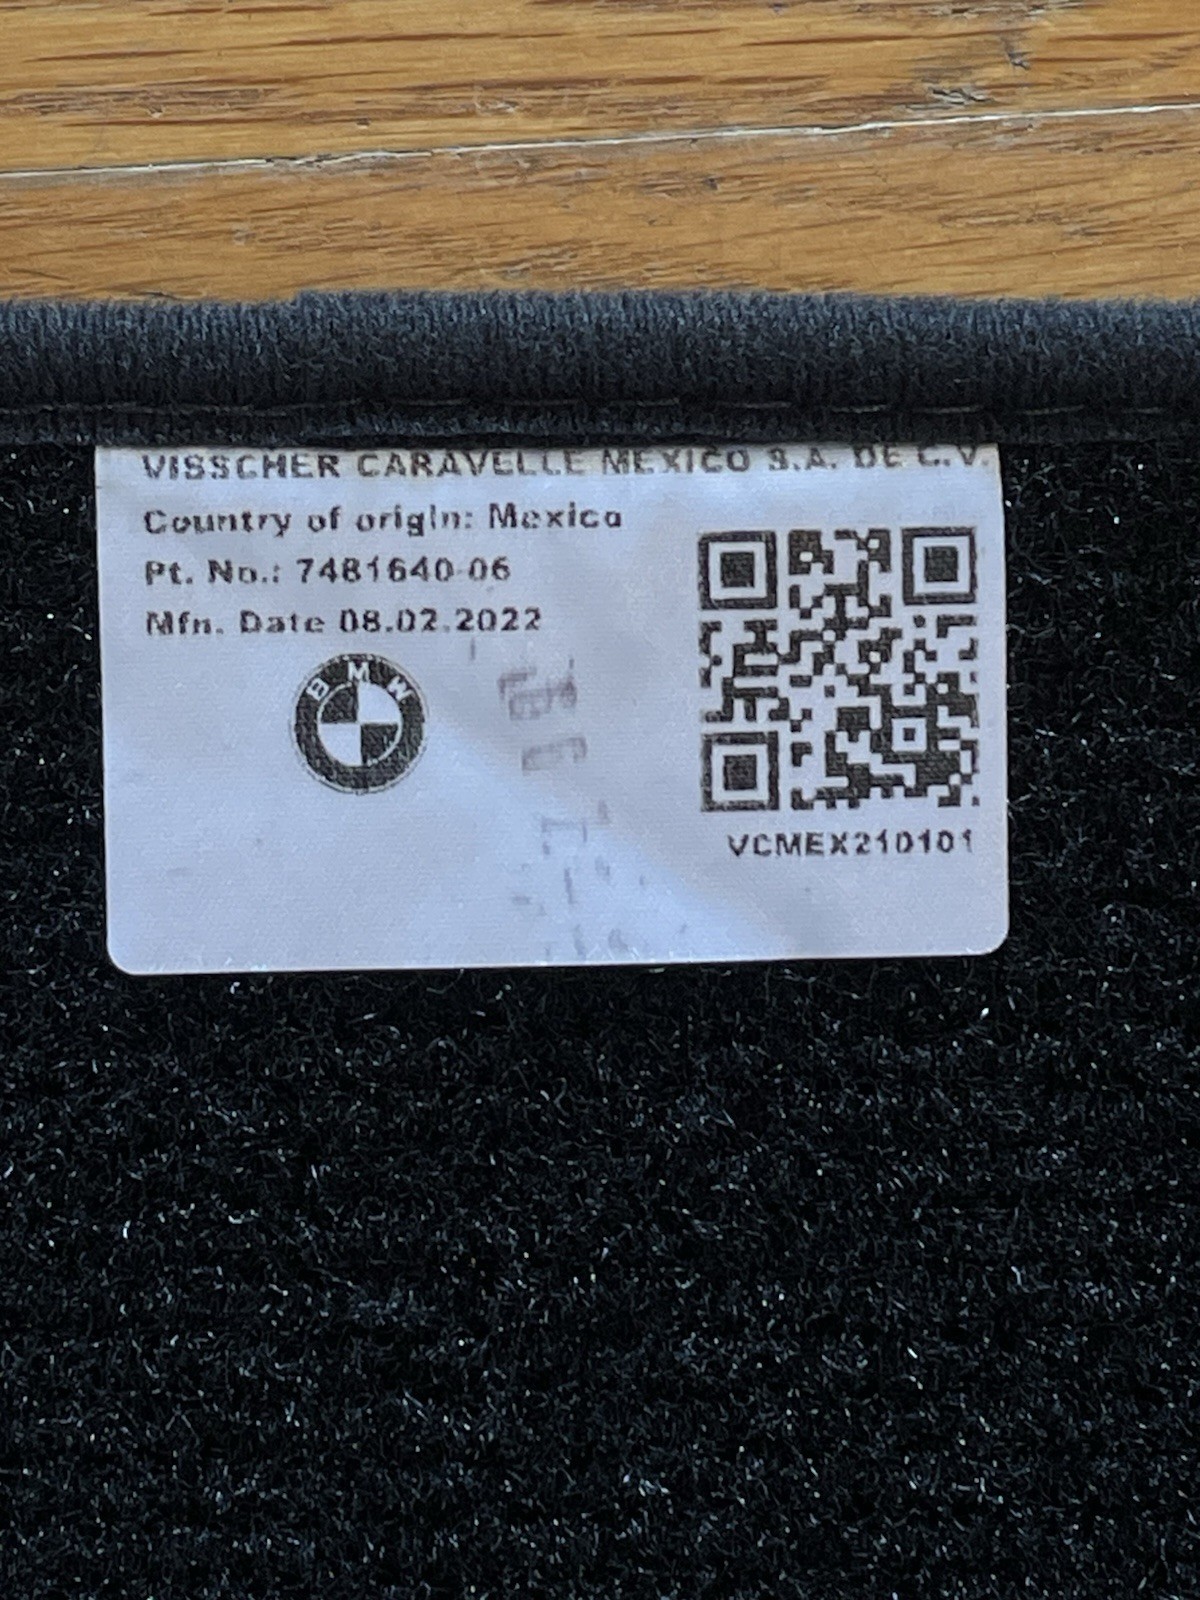 VISSCHER CARAVELLE MEXICO S.A. DE C.V.
Country of origin: Mexico
Pt. No.: 7481640-06
Mfn. Date 08.02.2022
BMW
VCMEX210101